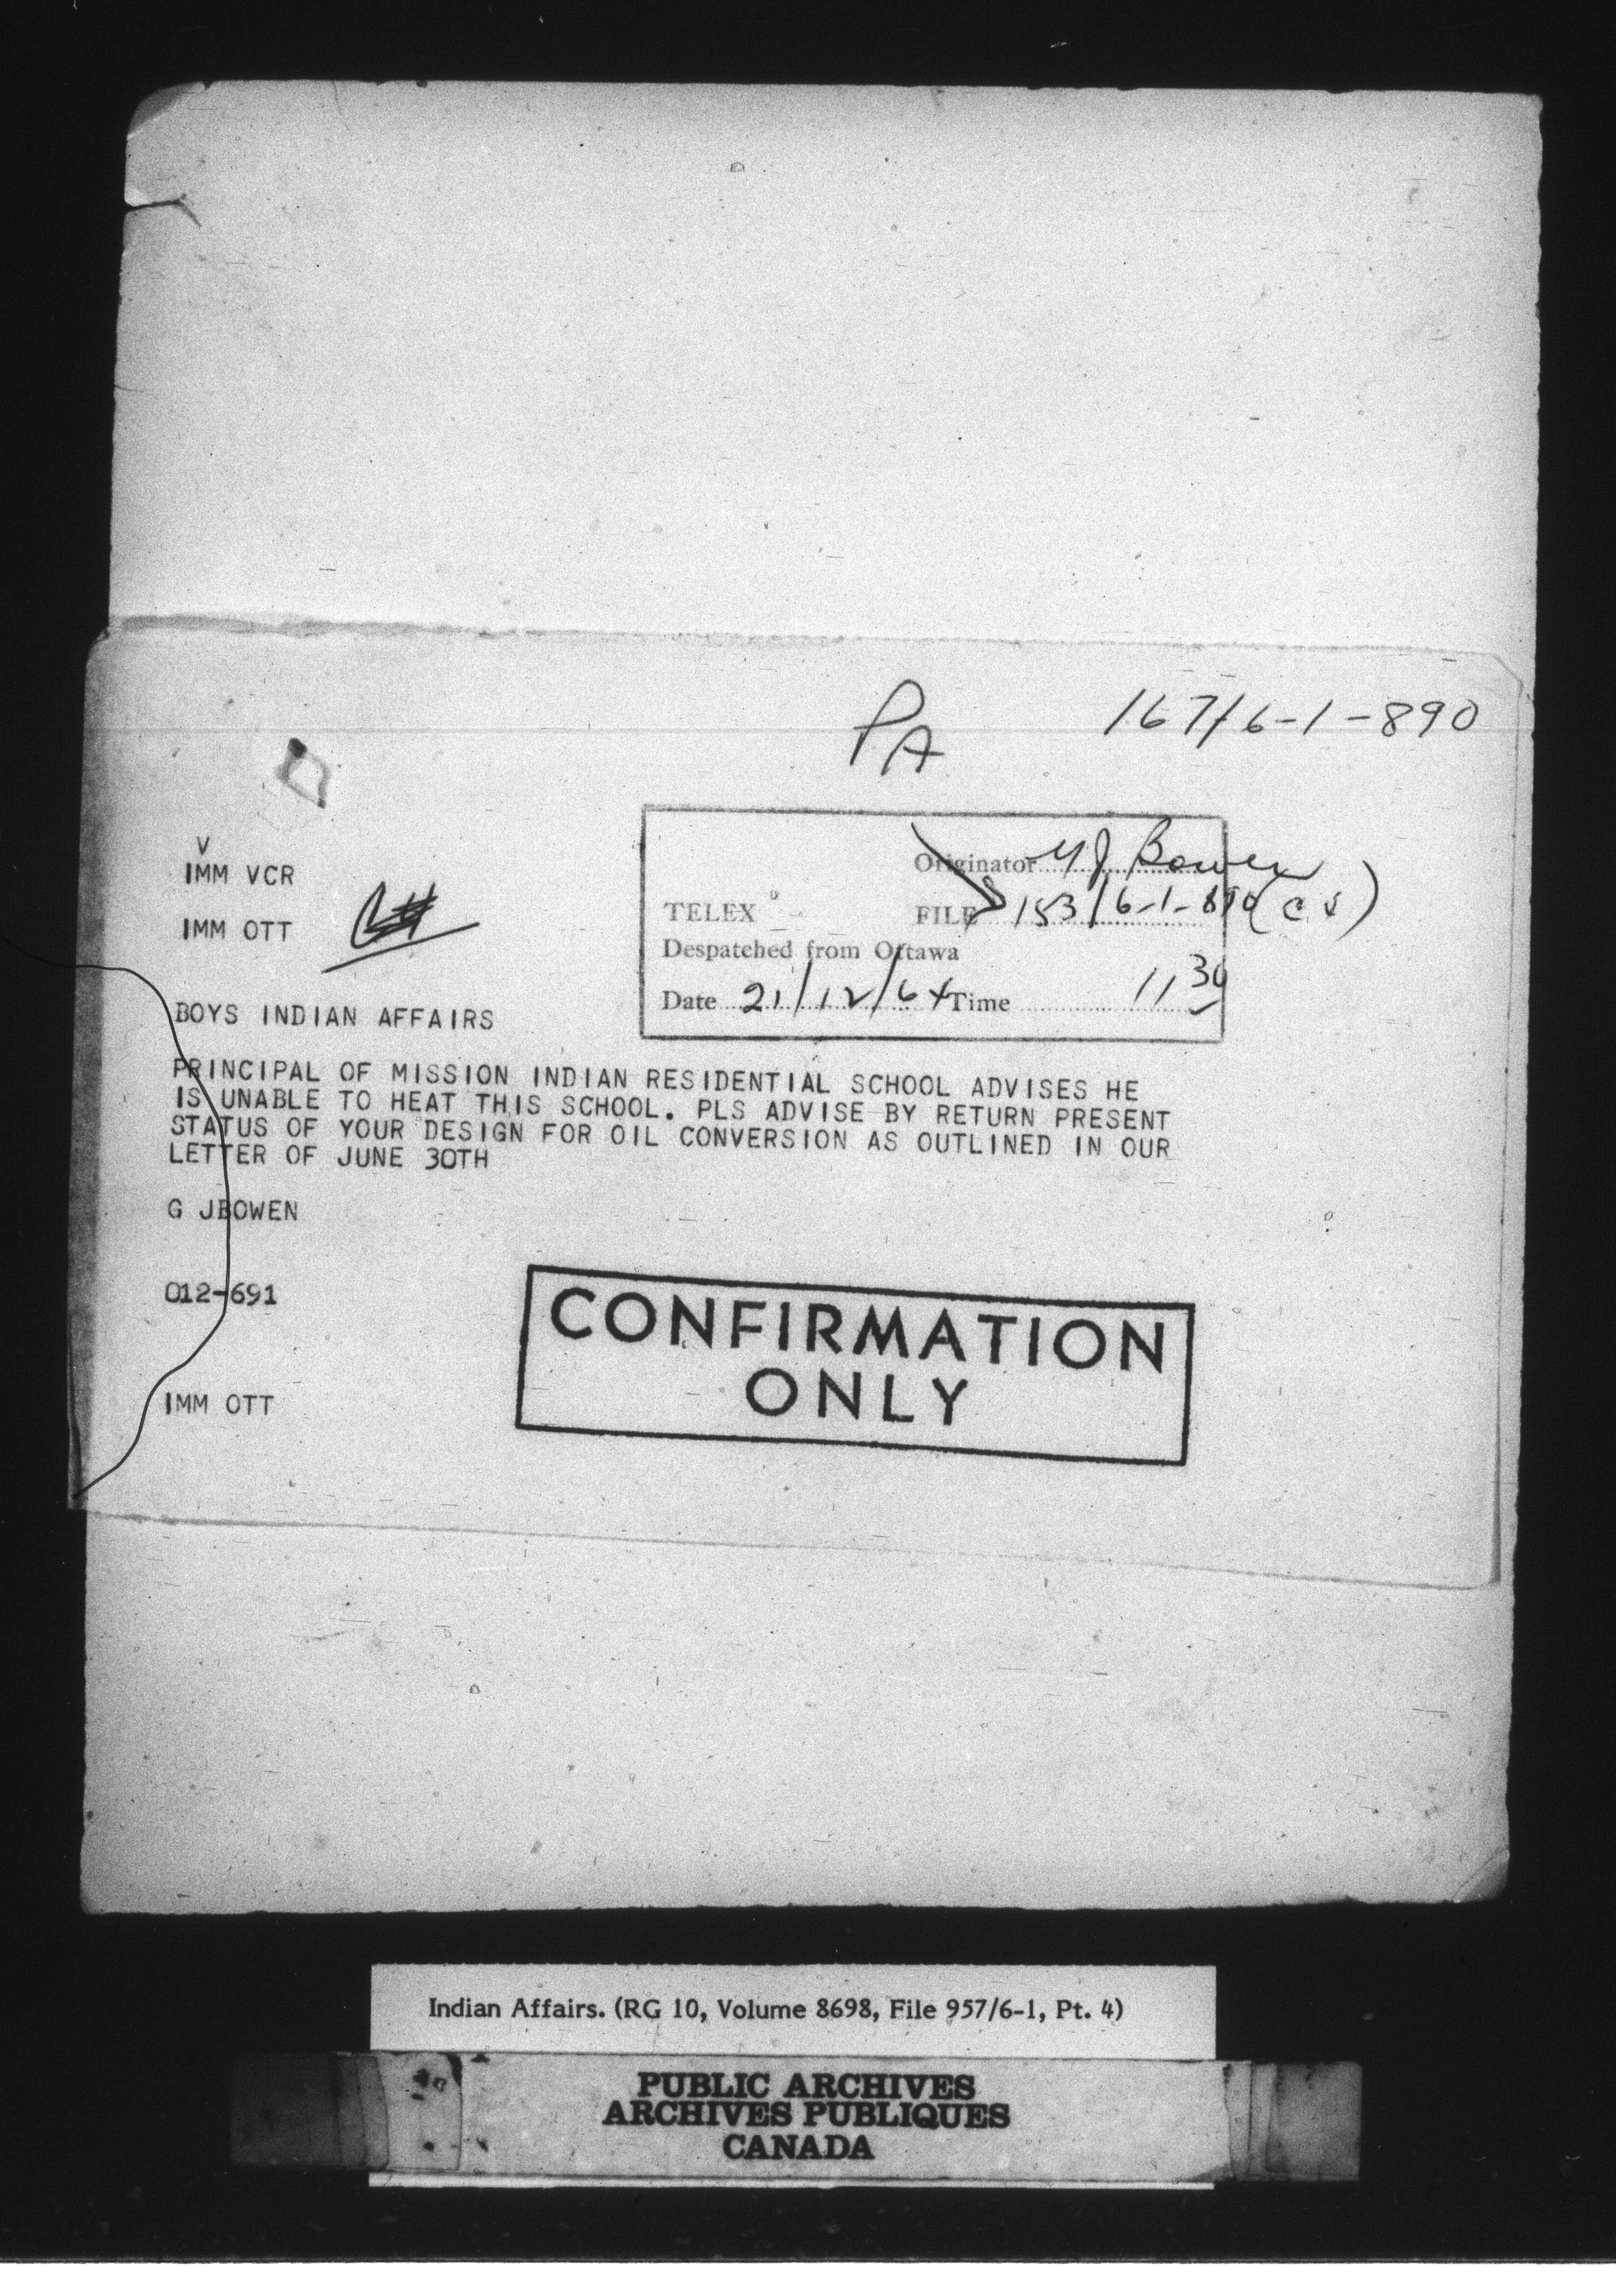 PA
167/6-1-890
V
IMM VCR
IMM OTT
Originator Bowen
TELEX FILE 153/6-1-890 (C.S)
Despatched from Ottawa
Date 21/12/64 Time 11 30
BOYS INDIAN AFFAIRS
PRINCIPAL OF MISSION INDIAN RESIDENTIAL SCHOOL ADVISES HE
IS UNABLE TO HEAT THIS SCHOOL. PLS ADVISE BY RETURN PRESENT
STATUS OF YOUR DESIGN FOR OIL CONVERSION AS OUTLINED IN OUR
LETTER OF JUNE 30TH
G JBOWEN
012-691
CONFIRMATION
ONLY
IMM OTT
Indian Affairs. (RG 10, Volume 8698, File 957/6-1, Pt. 4)
PUBLIC ARCHIVES
ARCHIVES PUBLIQUES
CANADA